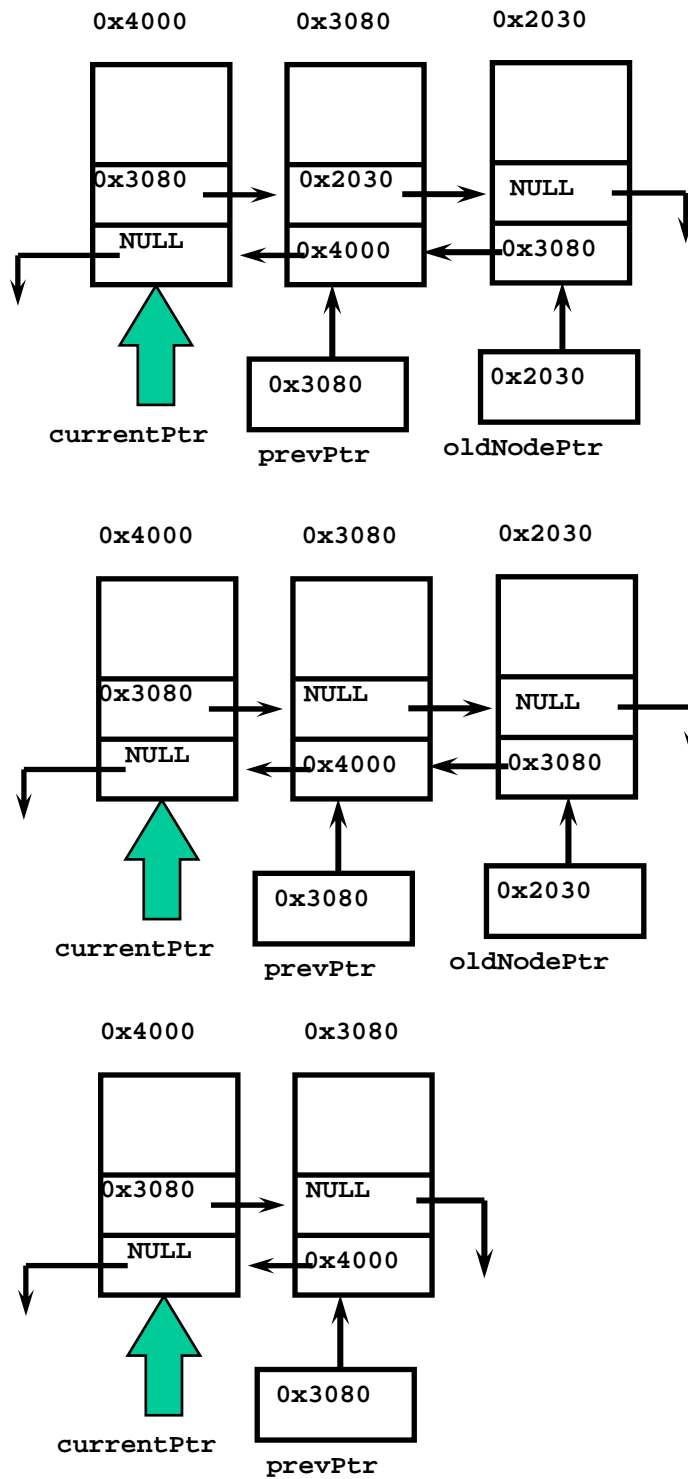 0x4000 0x3080 0x2030
0x3080 0x2030 NULL
NULL 0x4000 0x3080
0x3080 0x2030
currentPtr prevPtr oldNodePtr
0x4000 0x3080 0x2030
0x3080 NULL NULL
NULL 0x4000 0x3080
0x3080 0x2030
currentPtr prevPtr oldNodePtr
0x4000 0x3080
0x3080 NULL
NULL 0x4000
0x3080
currentPtr prevPtr